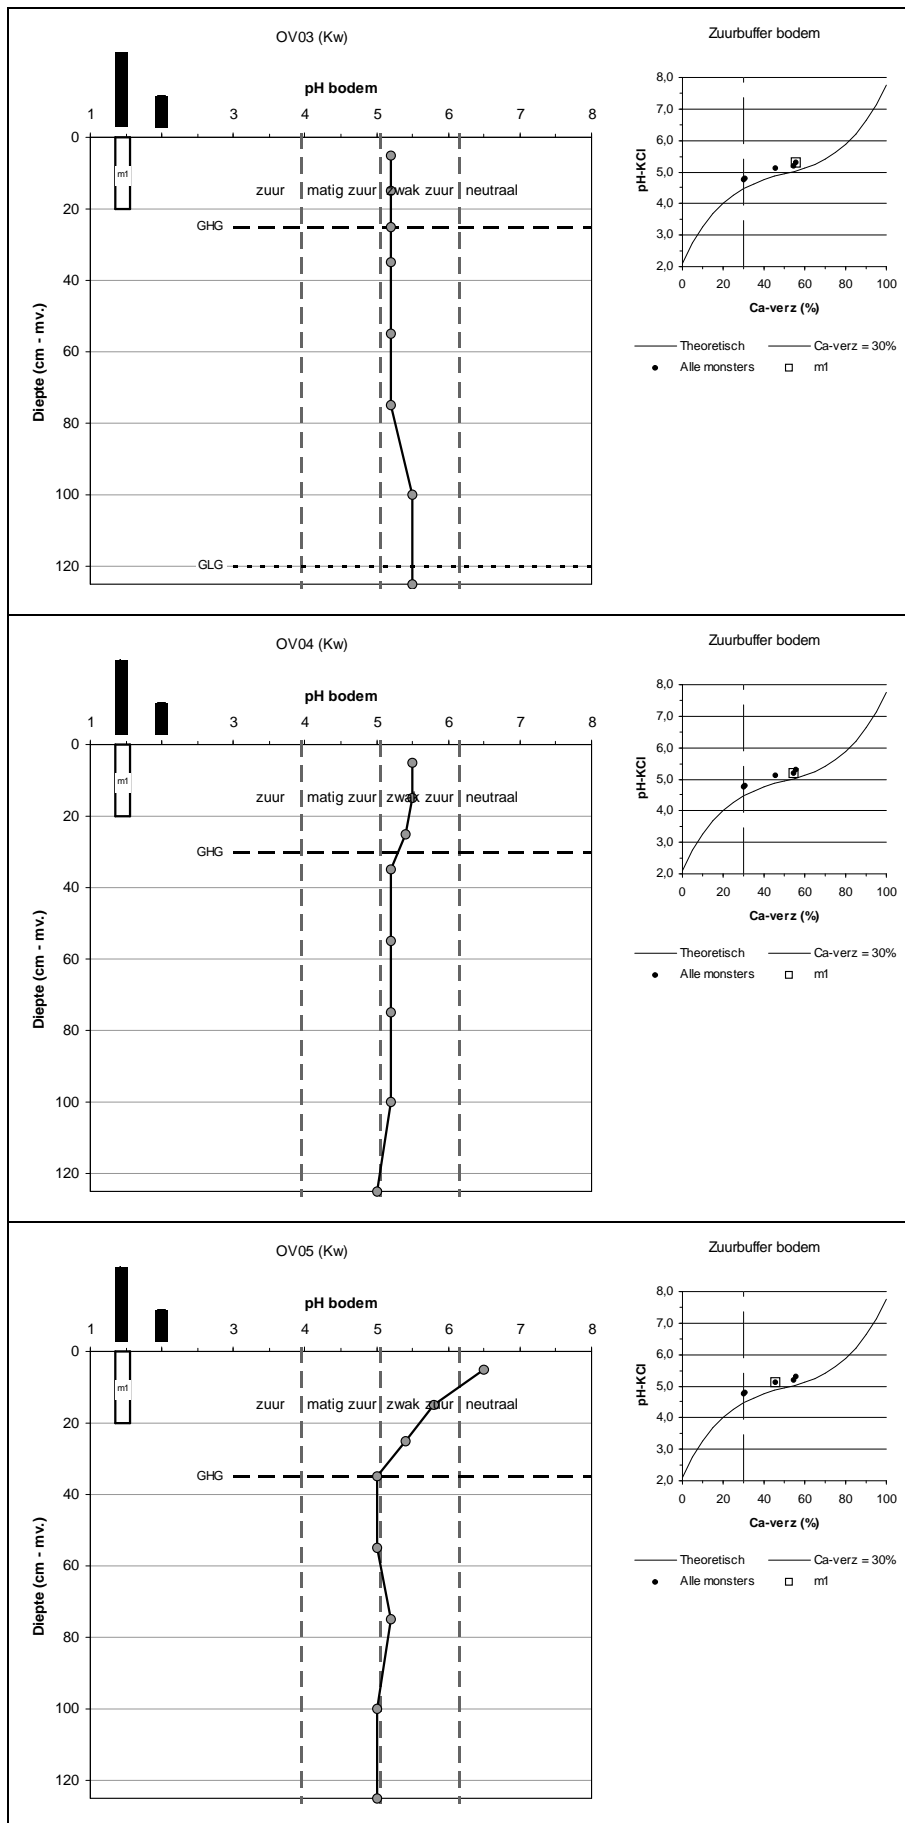 OV03 (Kw)
pH bodem
1 3 4 5 6 7 8
0
20
40
60
80
100
120
Diepte (cm - mv.)
m1
zuur matig zuur zwak zuur neutraal
GHG
GLG
Zuurbuffer bodem
8,0
7,0
6,0
5,0
4,0
3,0
2,0
pH-KCl
0 20 40 60 80 100
Ca-verz (%)
Theoretisch Ca-verz = 30%
Alle monsters m1
OV04 (Kw)
pH bodem
1 3 4 5 6 7 8
0
20
40
60
80
100
120
Diepte (cm - mv.)
m1
zuur matig zuur zwak zuur neutraal
GHG
Zuurbuffer bodem
8,0
7,0
6,0
5,0
4,0
3,0
2,0
pH-KCl
0 20 40 60 80 100
Ca-verz (%)
Theoretisch Ca-verz = 30%
Alle monsters m1
OV05 (Kw)
pH bodem
1 3 4 5 6 7 8
0
20
40
60
80
100
120
Diepte (cm - mv.)
m1
zuur matig zuur zwak zuur neutraal
GHG
Zuurbuffer bodem
8,0
7,0
6,0
5,0
4,0
3,0
2,0
pH-KCl
0 20 40 60 80 100
Ca-verz (%)
Theoretisch Ca-verz = 30%
Alle monsters m1